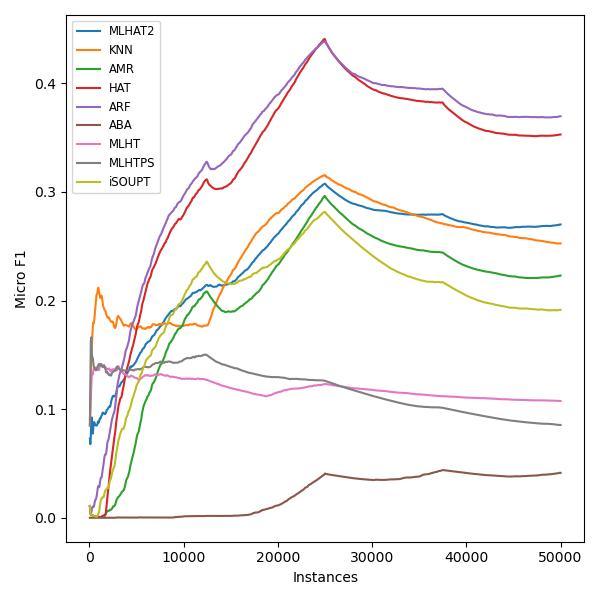 MLHAT2
KNN
AMR
HAT
ARF
ABA
MLHT
MLHTPS
iSOUPT
0.4
0.3
0.2
0.1
0.0
Micro F1
0 10000 20000 30000 40000 50000
Instances